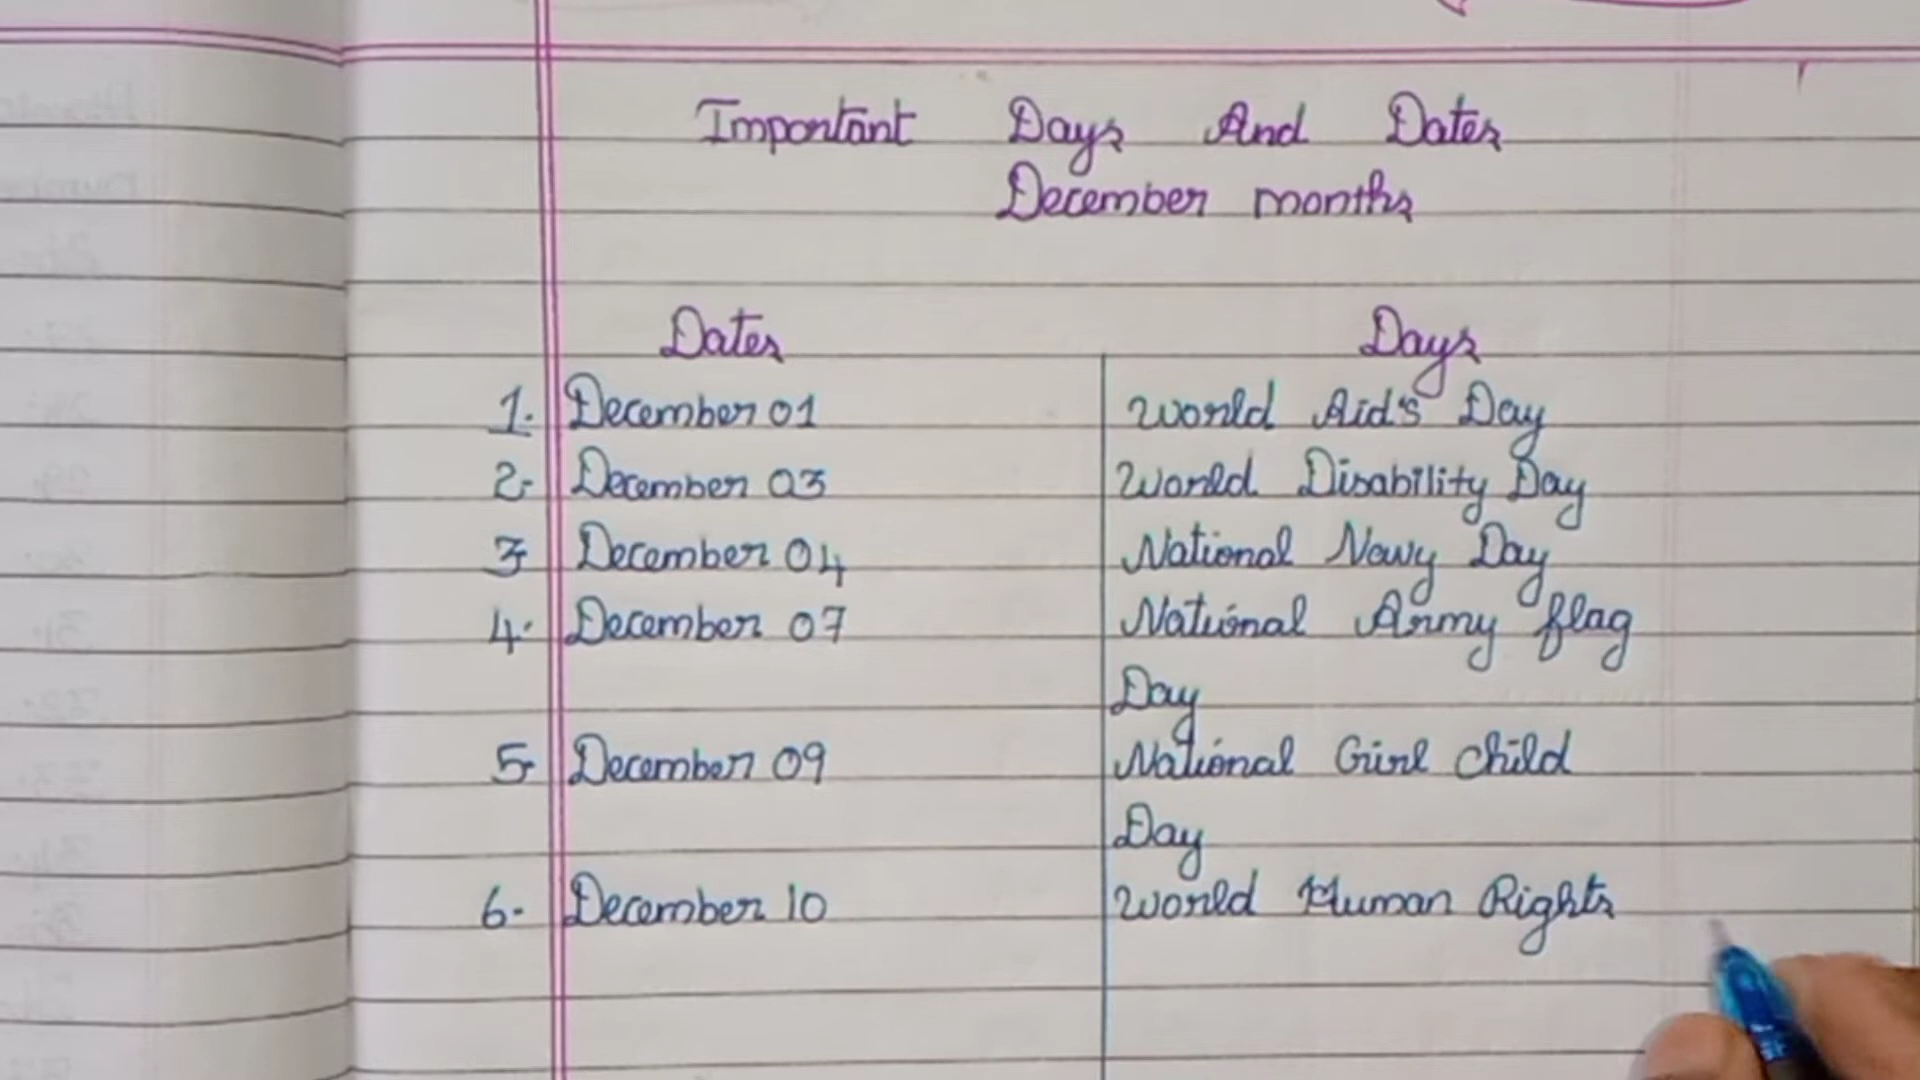 Important Days And Dates
December months
Dates Days
1. December 01 World Aid's Day
2. December 03 World Disability Day
3 December 04 National Navy Day
4. December 07 National Army flag
Day
5. December 09 National Girl child
Day
6. December 10 World Human Rights